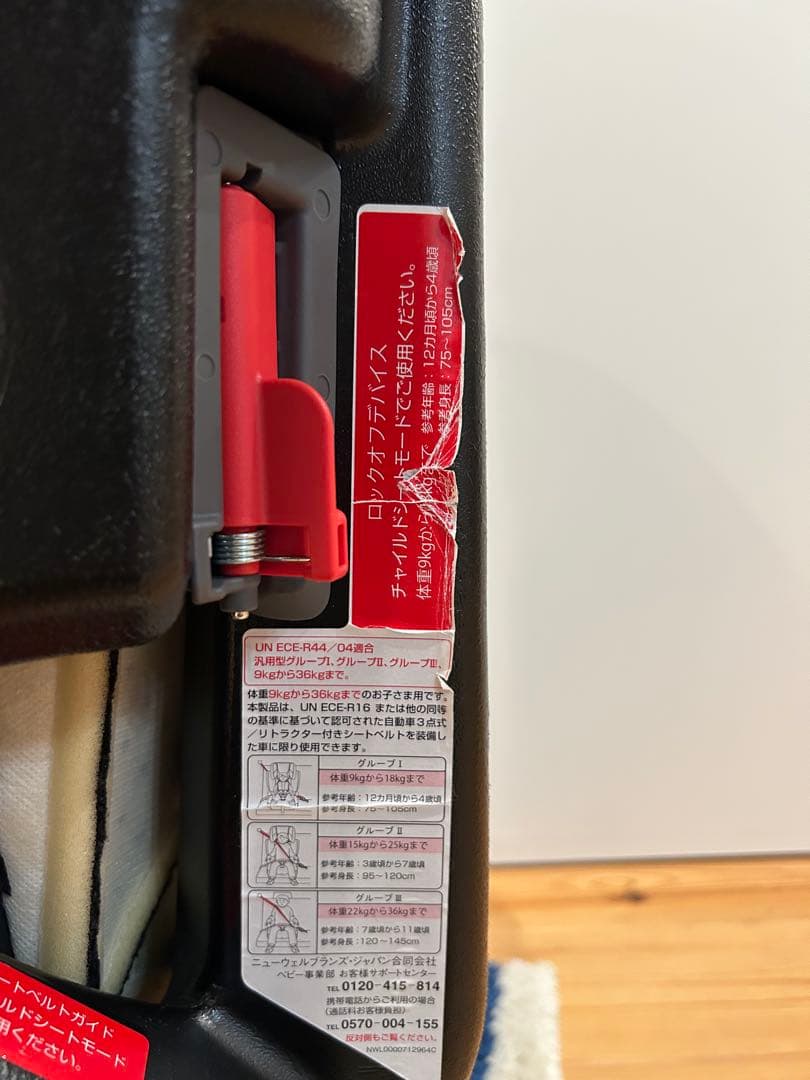 ロックオフデバイス
チャイルドシートモードでご使用ください。
体重9kgから18kgまで 参考年齢：12カ月頃から4歳頃
参考身長：75～105cm
UN ECE-R44／04適合
汎用型グループⅠ、グループⅡ、グループⅢ、
9kgから36kgまで。
体重9kgから36kgまでのお子さま用です。
本製品は、UN ECE-R16 または他の同等
の基準に基づいて認可された自動車3点式
／リトラクター付きシートベルトを装備し
た車に限り使用できます。
グループⅠ
体重9kgから18kgまで
参考年齢：12カ月頃から4歳頃
参考身長：75～105cm
グループⅡ
体重15kgから25kgまで
参考年齢：3歳頃から7歳頃
参考身長：95～120cm
グループⅢ
体重22kgから36kgまで
参考年齢：7歳頃から11歳頃
参考身長：120～145cm
ニューウェルブランズ・ジャパン合同会社
ベビー事業部 お客様サポートセンター
TEL 0120-415-814
携帯電話からご利用の場合
（通話料お客様負担）
TEL 0570-004-155
反対側もご覧ください。
NWL0000712964C
ートベルトガイド
ルドシートモード
用ください。